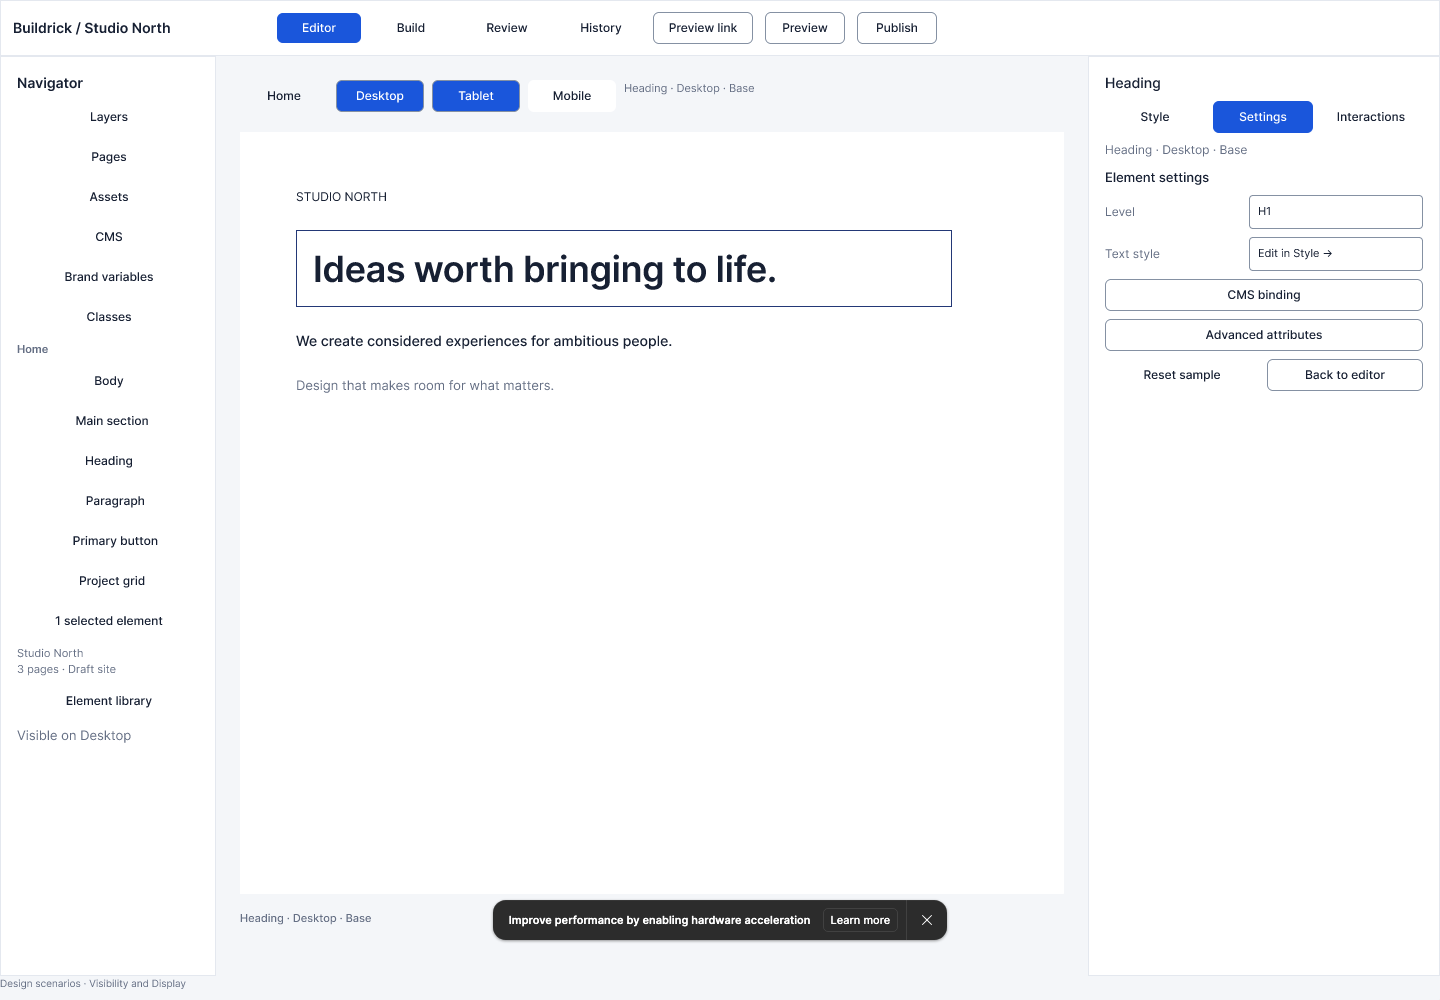 Buildrick / Studio North
Editor
Build
Review
History
Preview link
Preview
Publish
Navigator
Layers
Pages
Assets
CMS
Brand variables
Classes
Home
Body
Main section
Heading
Paragraph
Primary button
Project grid
1 selected element
Studio North
3 pages · Draft site
Element library
Visible on Desktop
Home
Desktop
Tablet
Mobile
Heading · Desktop · Base
STUDIO NORTH
Ideas worth bringing to life.
We create considered experiences for ambitious people.
Design that makes room for what matters.
Heading · Desktop · Base
Improve performance by enabling hardware acceleration
Learn more
Heading
Style
Settings
Interactions
Heading · Desktop · Base
Element settings
Level
H1
Text style
Edit in Style →
CMS binding
Advanced attributes
Reset sample
Back to editor
Design scenarios · Visibility and Display